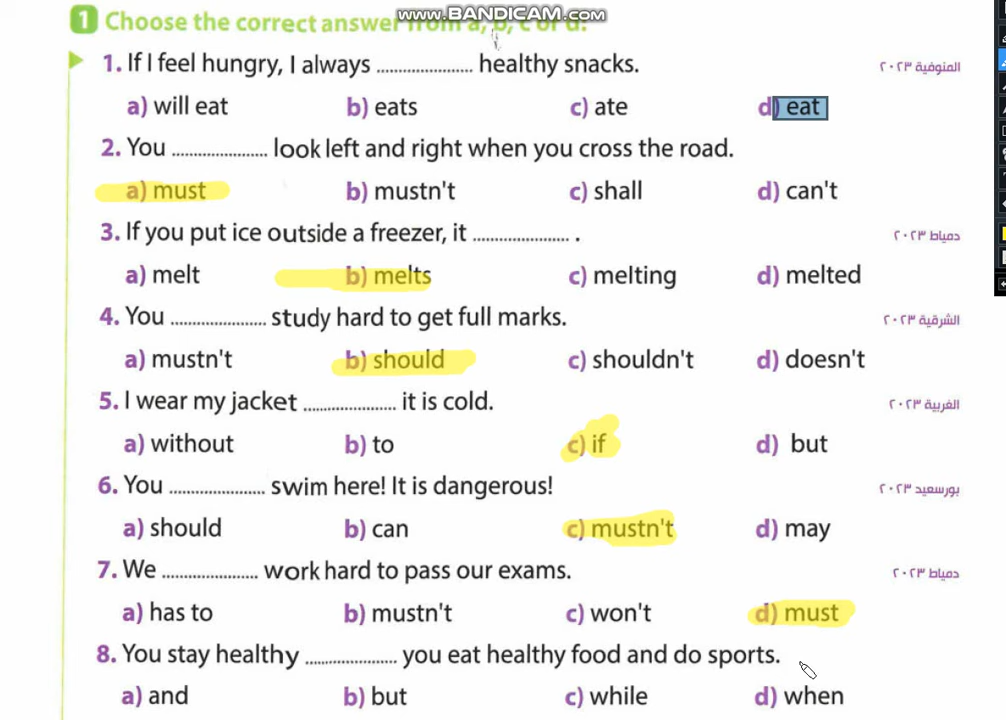 www.BANDICAM.com
1 Choose the correct answer from a, b, c or d:
1. If I feel hungry, I always .................... healthy snacks. المنوفية ٢٠٢٣
a) will eat b) eats c) ate d) eat
2. You .................... look left and right when you cross the road.
a) must b) mustn't c) shall d) can't
3. If you put ice outside a freezer, it .................... . دمياط ٢٠٢٣
a) melt b) melts c) melting d) melted
4. You .................... study hard to get full marks. الشرقية ٢٠٢٣
a) mustn't b) should c) shouldn't d) doesn't
5. I wear my jacket .................... it is cold. الغربية ٢٠٢٣
a) without b) to c) if d) but
6. You .................... swim here! It is dangerous! بورسعيد ٢٠٢٣
a) should b) can c) mustn't d) may
7. We .................... work hard to pass our exams. دمياط ٢٠٢٣
a) has to b) mustn't c) won't d) must
8. You stay healthy .................... you eat healthy food and do sports.
a) and b) but c) while d) when